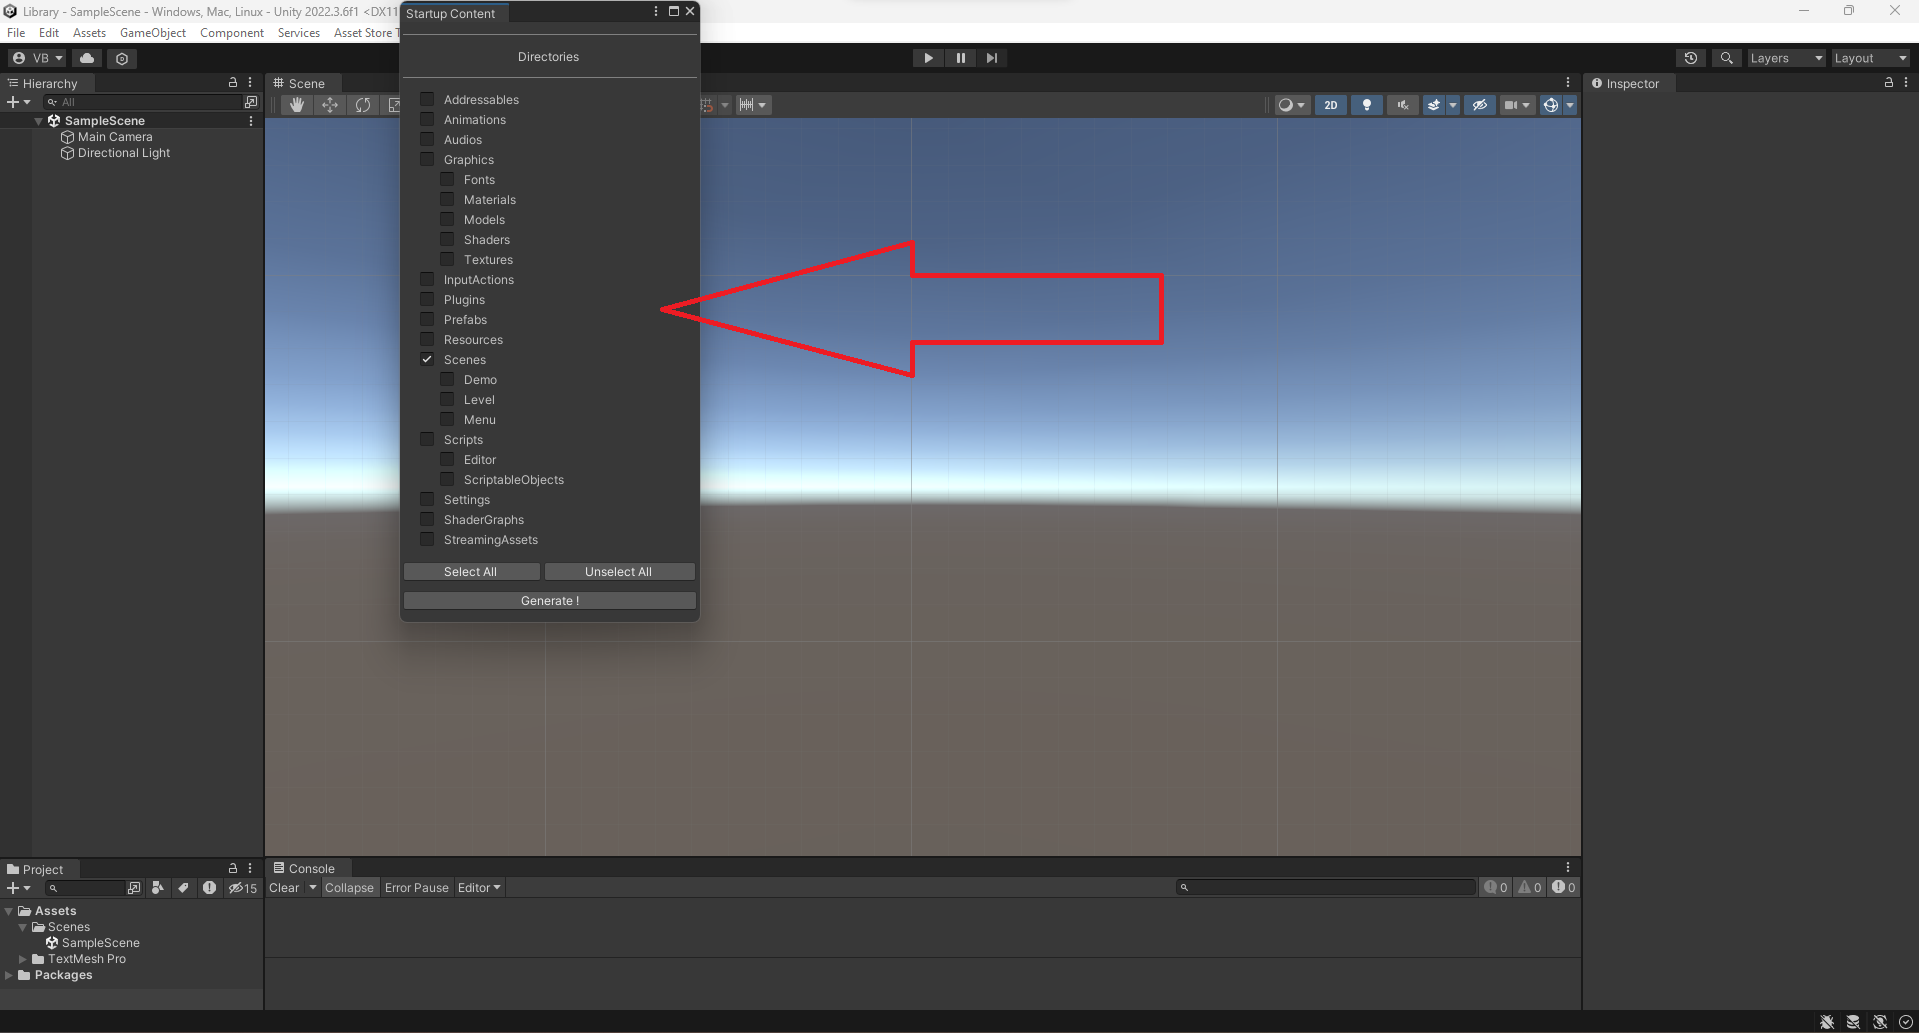 Library - SampleScene - Windows, Mac, Linux - Unity 2022.3.6f1 <DX11
File Edit Assets GameObject Component Services Asset Store T
VB
Layers Layout
Startup Content
Directories
Addressables
Animations
Audios
Graphics
Fonts
Materials
Models
Shaders
Textures
InputActions
Plugins
Prefabs
Resources
Scenes
Demo
Level
Menu
Scripts
Editor
ScriptableObjects
Settings
ShaderGraphs
StreamingAssets
Select All Unselect All
Generate !
Hierarchy
All
SampleScene
Main Camera
Directional Light
Scene
2D
Inspector
Project
15
Assets
Scenes
SampleScene
TextMesh Pro
Packages
Console
Clear Collapse Error Pause Editor
0 0 0